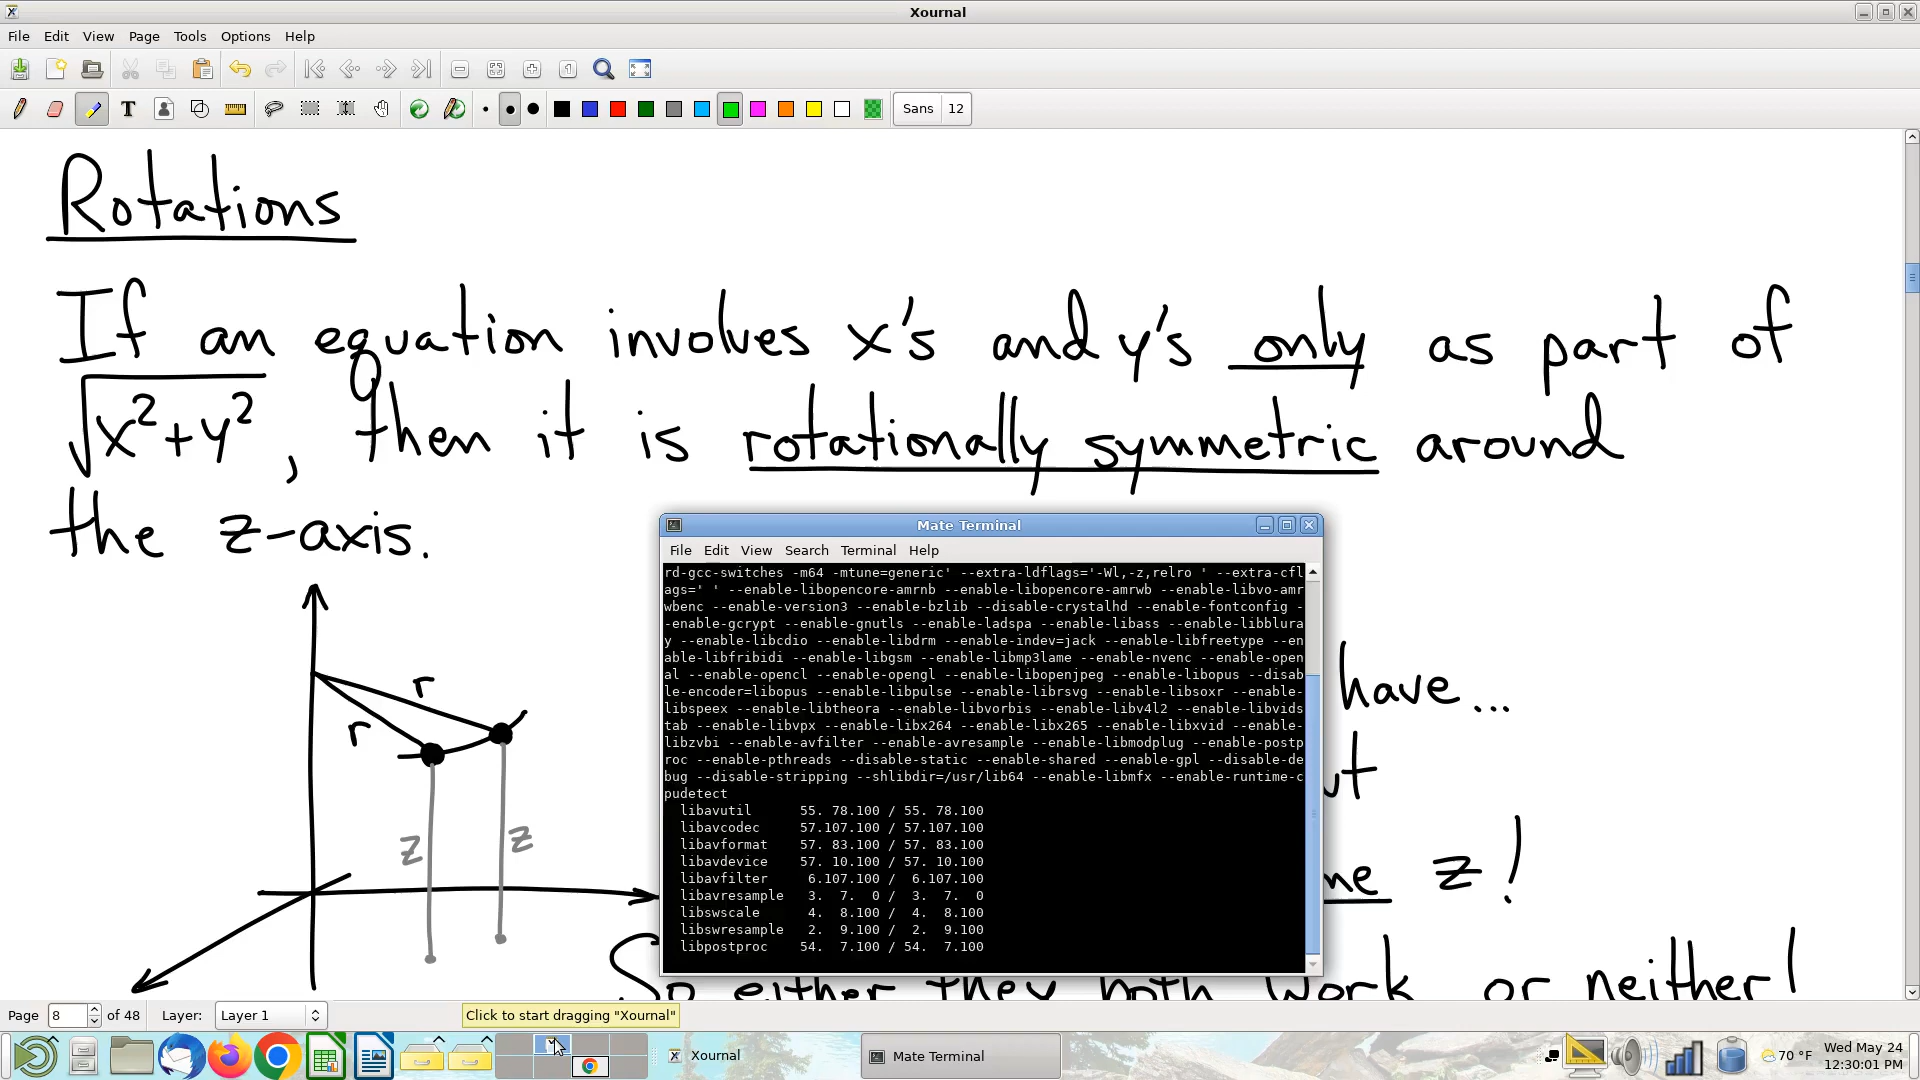 Xournal
File Edit View Page Tools Options Help
Sans 12
Rotations
If an equation involves x's and y's only as part of
√x²+y², then it is rotationally symmetric around
the z-axis.
Mate Terminal
File Edit View Search Terminal Help
rd-gcc-switches -m64 -mtune=generic' --extra-ldflags='-Wl,-z,relro ' --extra-cfl
ags=' ' --enable-libopencore-amrnb --enable-libopencore-amrwb --enable-libvo-amr
wbenc --enable-version3 --enable-bzlib --disable-crystalhd --enable-fontconfig -
-enable-gcrypt --enable-gnutls --enable-ladspa --enable-libass --enable-libblura
y --enable-libcdio --enable-libdrm --enable-indev=jack --enable-libfreetype --en
able-libfribidi --enable-libgsm --enable-libmp3lame --enable-nvenc --enable-open
al --enable-opencl --enable-opengl --enable-libopenjpeg --enable-libopus --disab
le-encoder=libopus --enable-libpulse --enable-librsvg --enable-libsoxr --enable-
libspeex --enable-libtheora --enable-libvorbis --enable-libv4l2 --enable-libvids
tab --enable-libvpx --enable-libx264 --enable-libx265 --enable-libxvid --enable-
libzvbi --enable-avfilter --enable-avresample --enable-libmodplug --enable-postp
roc --enable-pthreads --disable-static --enable-shared --enable-gpl --disable-de
bug --disable-stripping --shlibdir=/usr/lib64 --enable-libmfx --enable-runtime-c
pudetect
libavutil 55. 78.100 / 55. 78.100
libavcodec 57.107.100 / 57.107.100
libavformat 57. 83.100 / 57. 83.100
libavdevice 57. 10.100 / 57. 10.100
libavfilter 6.107.100 / 6.107.100
libavresample 3. 7. 0 / 3. 7. 0
libswscale 4. 8.100 / 4. 8.100
libswresample 2. 9.100 / 2. 9.100
libpostproc 54. 7.100 / 54. 7.100
r
r
z
z
have...
z!
So either they both work or neither!
Page 8 of 48 Layer: Layer 1
Click to start dragging "Xournal"
Xournal
Mate Terminal
70 °F
Wed May 24
12:30:01 PM